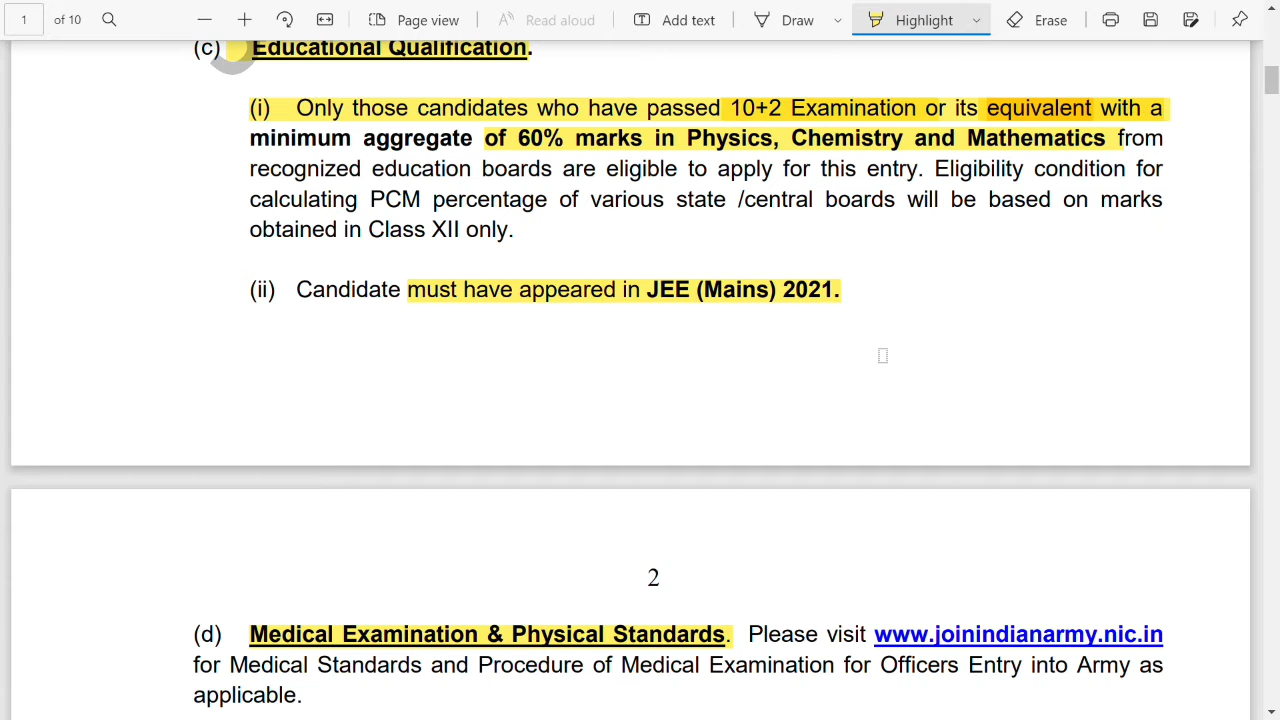 1 of 10 Page view Read aloud Add text Draw Highlight Erase
(c) Educational Qualification.
(i) Only those candidates who have passed 10+2 Examination or its equivalent with a
minimum aggregate of 60% marks in Physics, Chemistry and Mathematics from
recognized education boards are eligible to apply for this entry. Eligibility condition for
calculating PCM percentage of various state /central boards will be based on marks
obtained in Class XII only.
(ii) Candidate must have appeared in JEE (Mains) 2021.
2
(d) Medical Examination & Physical Standards. Please visit www.joinindianarmy.nic.in
for Medical Standards and Procedure of Medical Examination for Officers Entry into Army as
applicable.